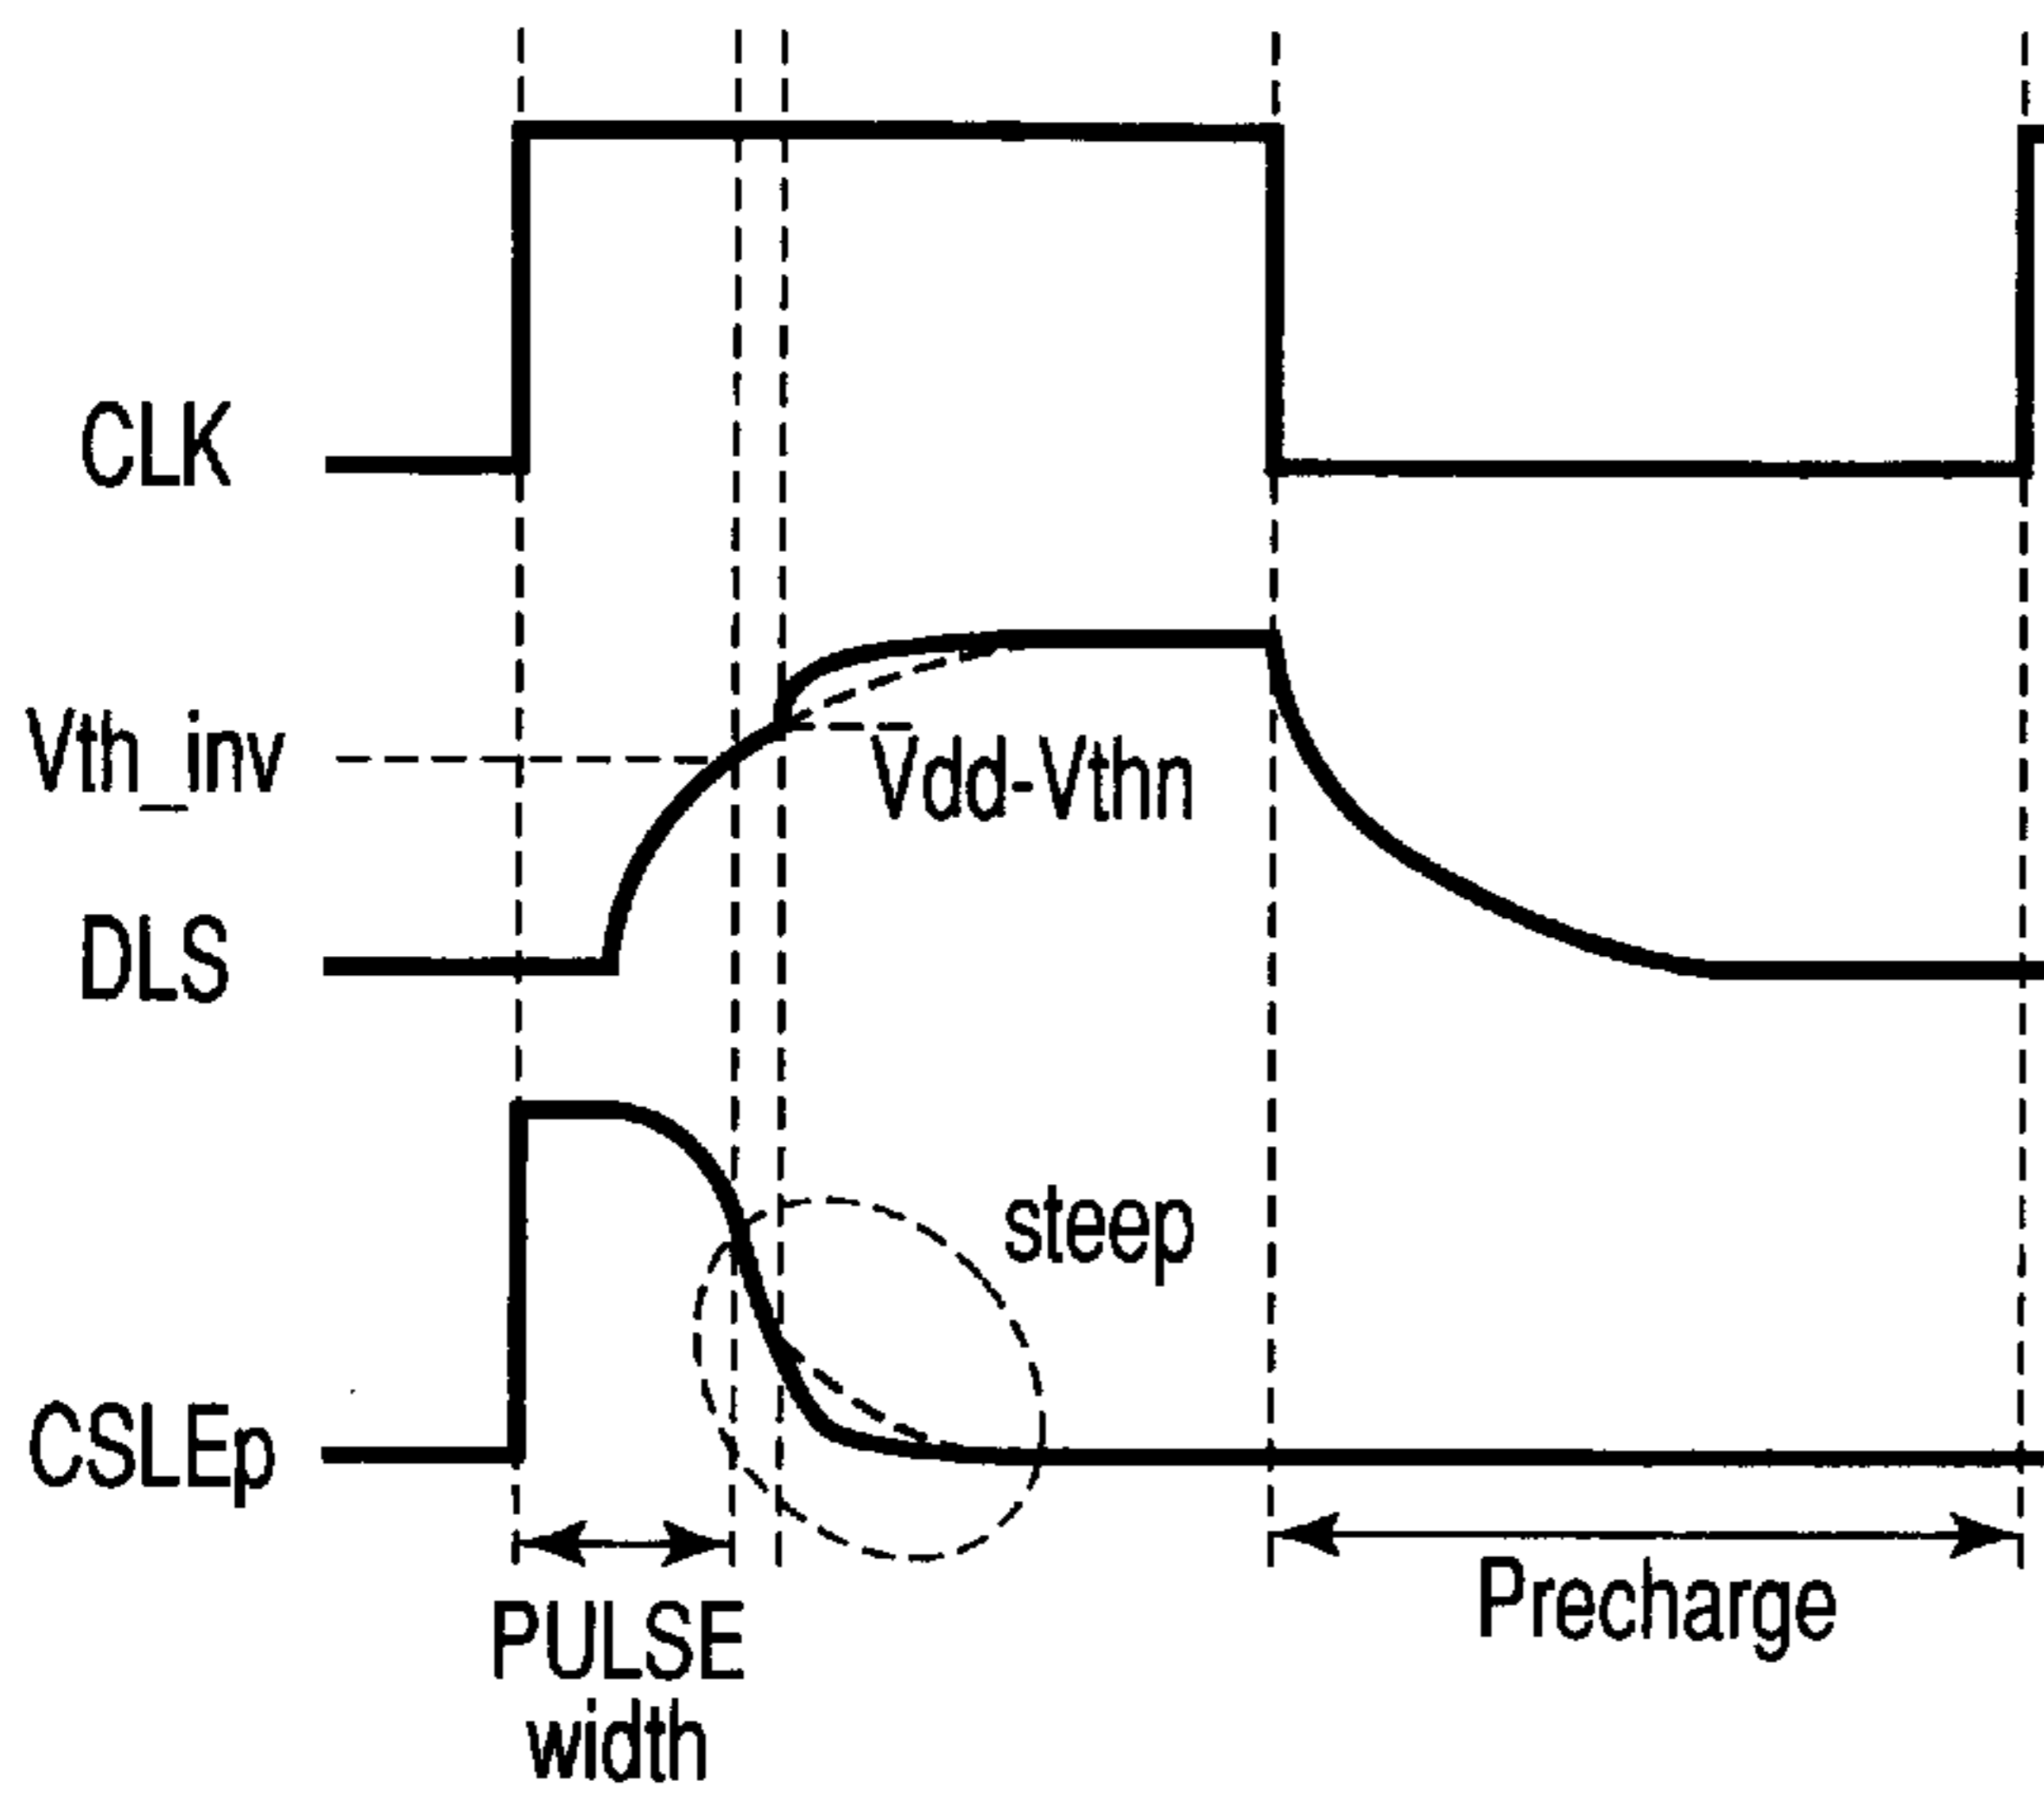 CLK
Vth_inv
Vdd-Vthn
DLS
steep
CSLEp
Precharge
PULSE
width